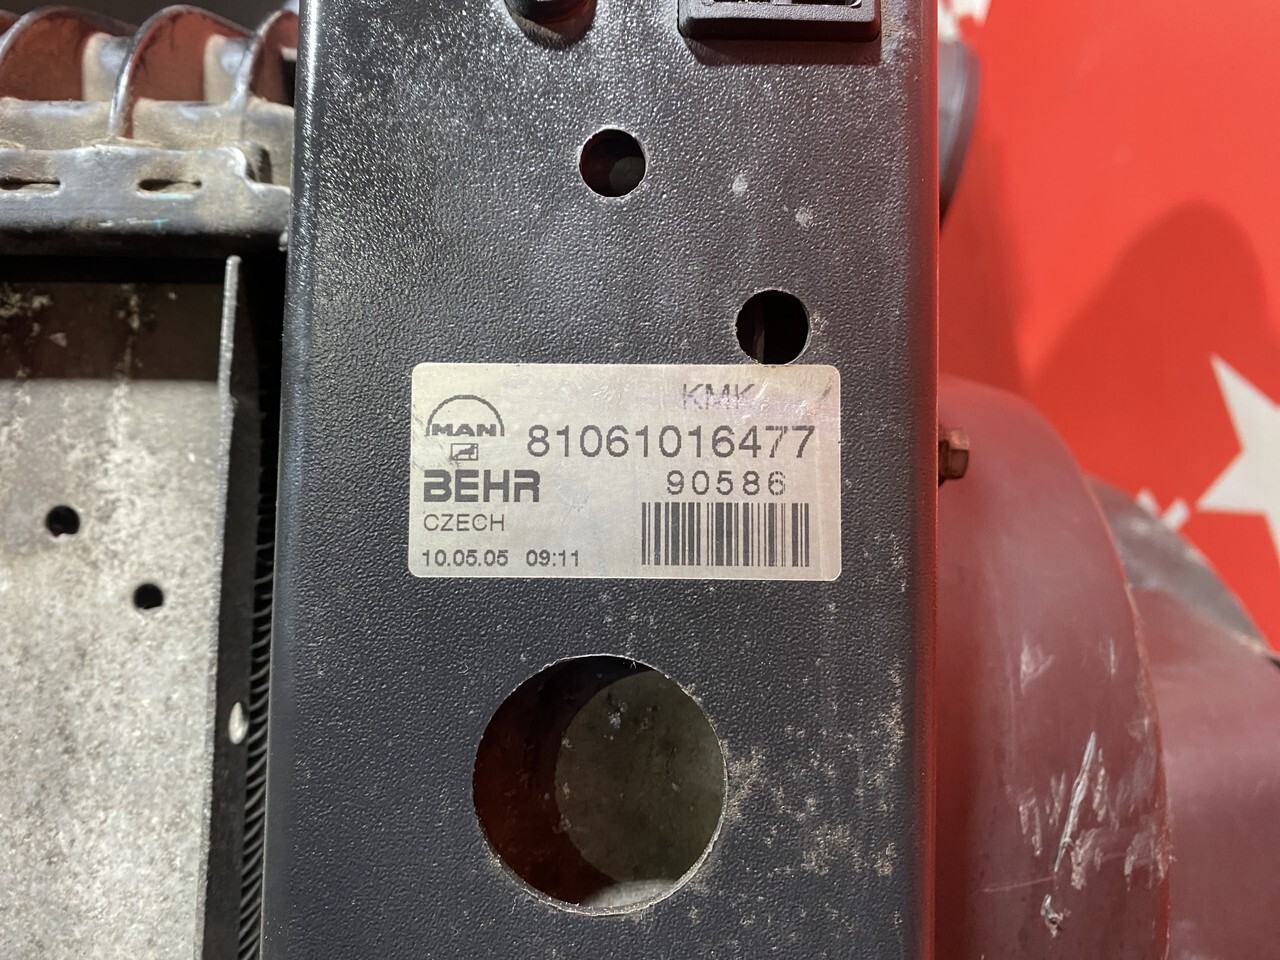 KMK
MAN
81061016477
BEHR
90586
CZECH
10.05.05 09:11